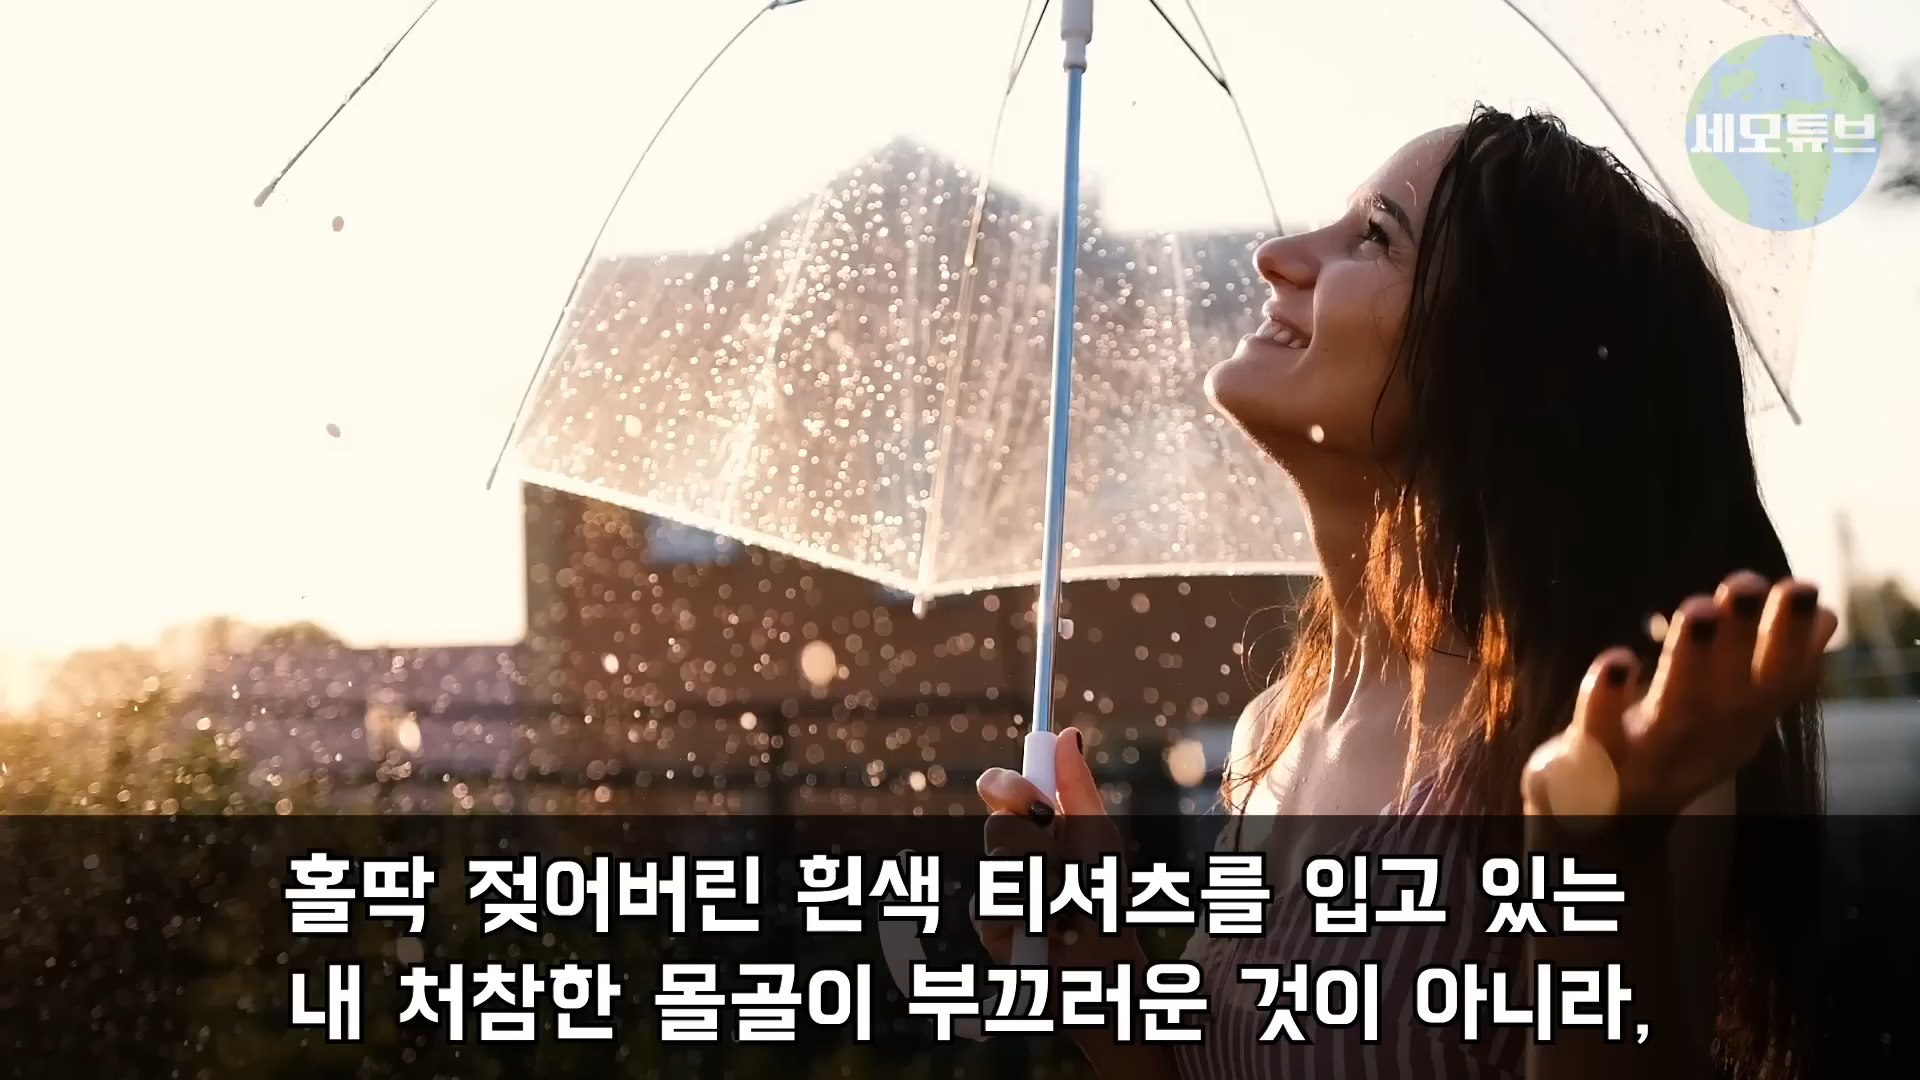 세모튜브
홀딱 젖어버린 흰색 티셔츠를 입고 있는
내 처참한 몰골이 부끄러운 것이 아니라,